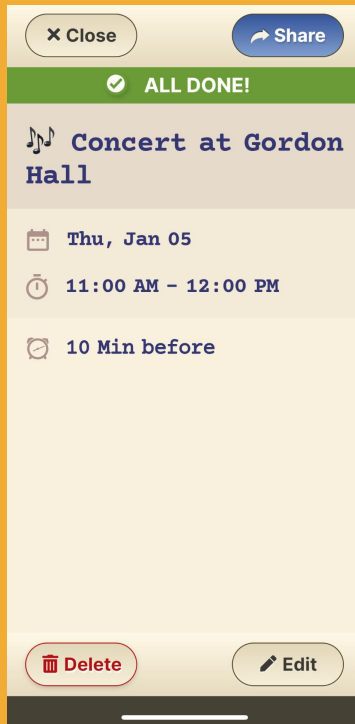 Close
Share
ALL DONE!
Concert at Gordon
Hall
Thu, Jan 05
11:00 AM – 12:00 PM
10 Min before
Delete
Edit